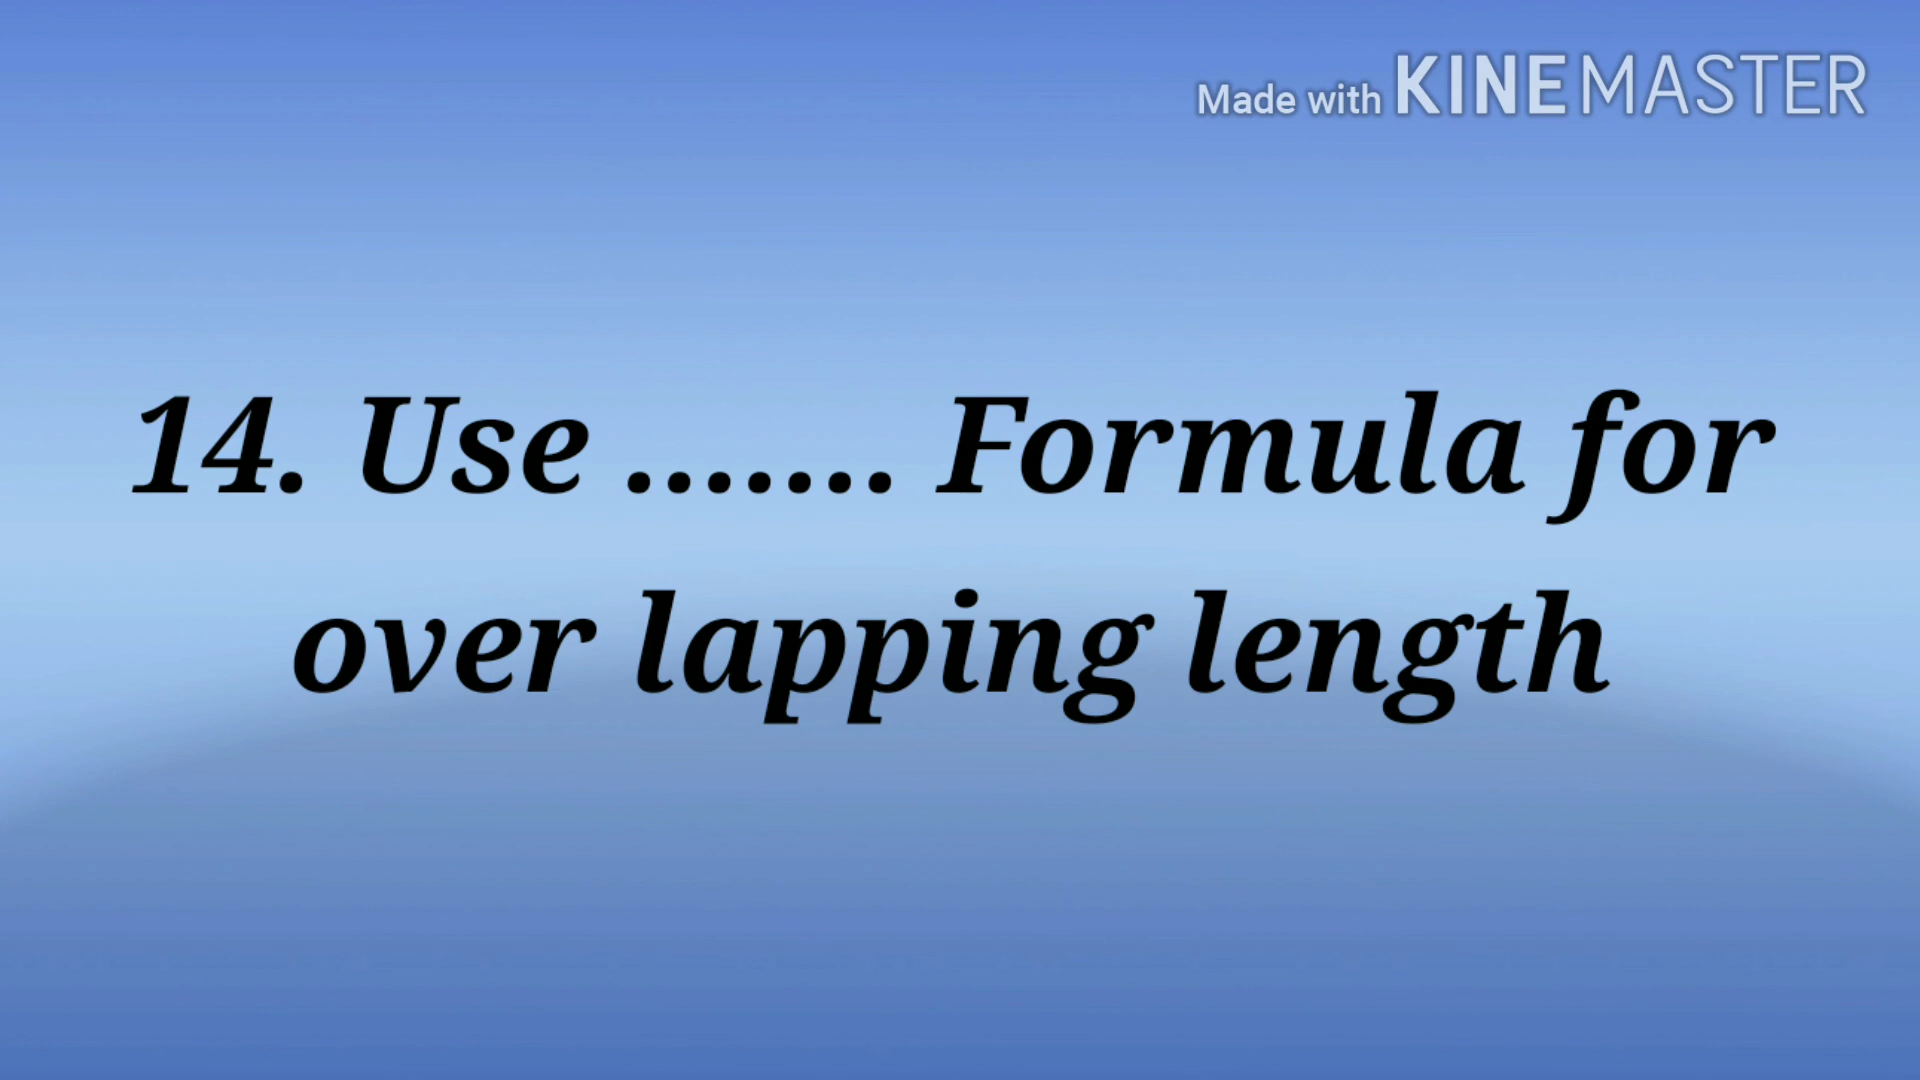 Made with KINEMASTER
14. Use ....... Formula for
over lapping length